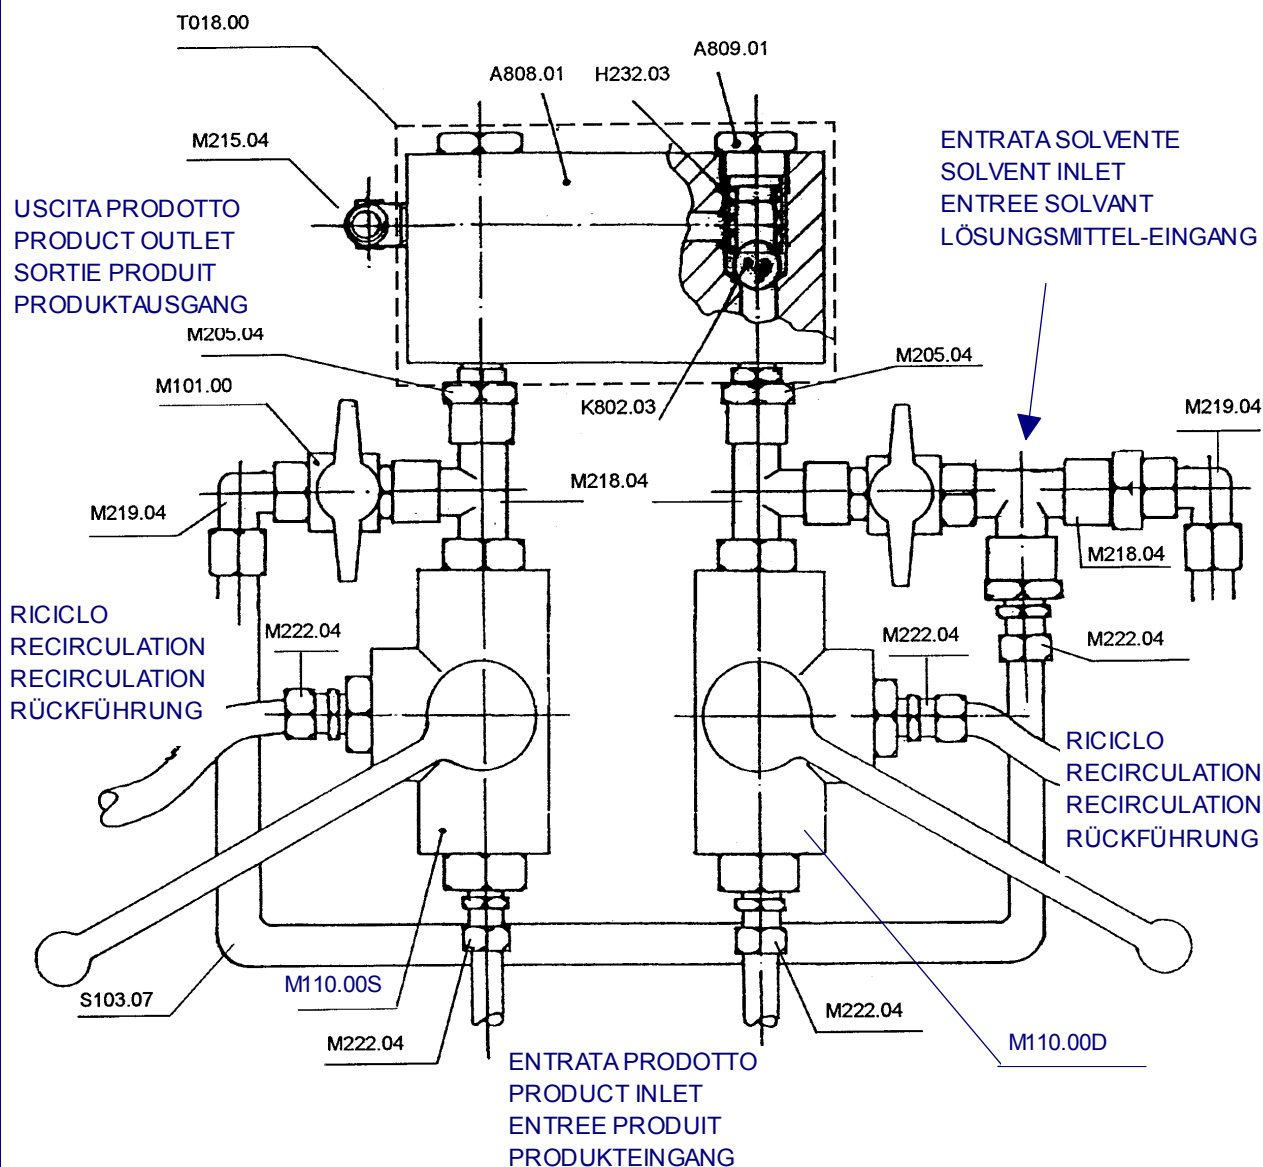 T018.00
A809.01
A808.01
H232.03
M215.04
ENTRATA SOLVENTE
SOLVENT INLET
ENTREE SOLVANT
LÖSUNGSMITTEL-EINGANG
USCITA PRODOTTO
PRODUCT OUTLET
SORTIE PRODUIT
PRODUKTAUSGANG
M205.04
M205.04
M101.00
K802.03
M219.04
M218.04
M219.04
M218.04
RICICLO
RECIRCULATION
RECIRCULATION
RÜCKFÜHRUNG
M222.04
M222.04
M222.04
RICICLO
RECIRCULATION
RECIRCULATION
RÜCKFÜHRUNG
M110.00S
S103.07
M222.04
M222.04
M110.00D
ENTRATA PRODOTTO
PRODUCT INLET
ENTREE PRODUIT
PRODUKTEINGANG